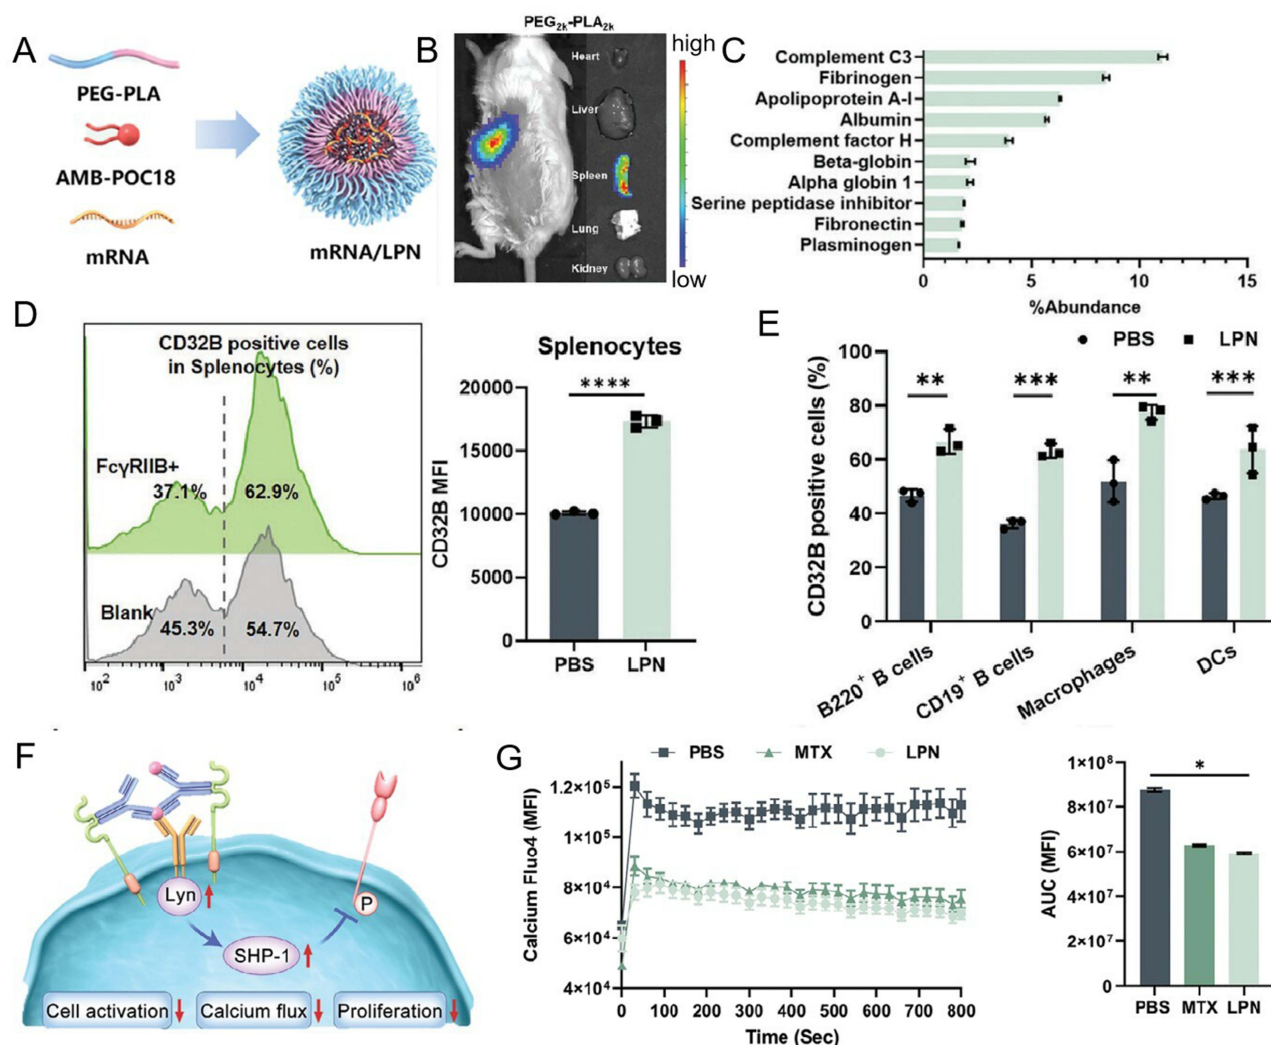 A
PEG-PLA
AMB-POC18
mRNA
mRNA/LPN
B
PEG2k-PLA2k
Heart
Liver
Spleen
Lung
Kidney
high
low
C
Complement C3
Fibrinogen
Apolipoprotein A-I
Albumin
Complement factor H
Beta-globin
Alpha globin 1
Serine peptidase inhibitor
Fibronectin
Plasminogen
0 5 10 15
%Abundance
D
CD32B positive cells
in Splenocytes (%)
FcγRIIB+
37.1% 62.9%
Blank
45.3% 54.7%
10² 10³ 10⁴ 10⁵ 10⁶
Splenocytes
****
CD32B MFI
20000
15000
10000
5000
0
PBS LPN
E
PBS LPN
CD32B positive cells (%)
100
80
60
40
20
0
** *** ** ***
B220⁺ B cells
CD19⁺ B cells
Macrophages
DCs
F
Lyn
P
SHP-1
Cell activation
Calcium flux
Proliferation
G
PBS MTX LPN
Calcium Fluo4 (MFI)
1.2×10⁵
1×10⁵
8×10⁴
6×10⁴
4×10⁴
0 100 200 300 400 500 600 700 800
Time (Sec)
AUC (MFI)
1×10⁸
8×10⁷
6×10⁷
4×10⁷
2×10⁷
0
*
PBS MTX LPN